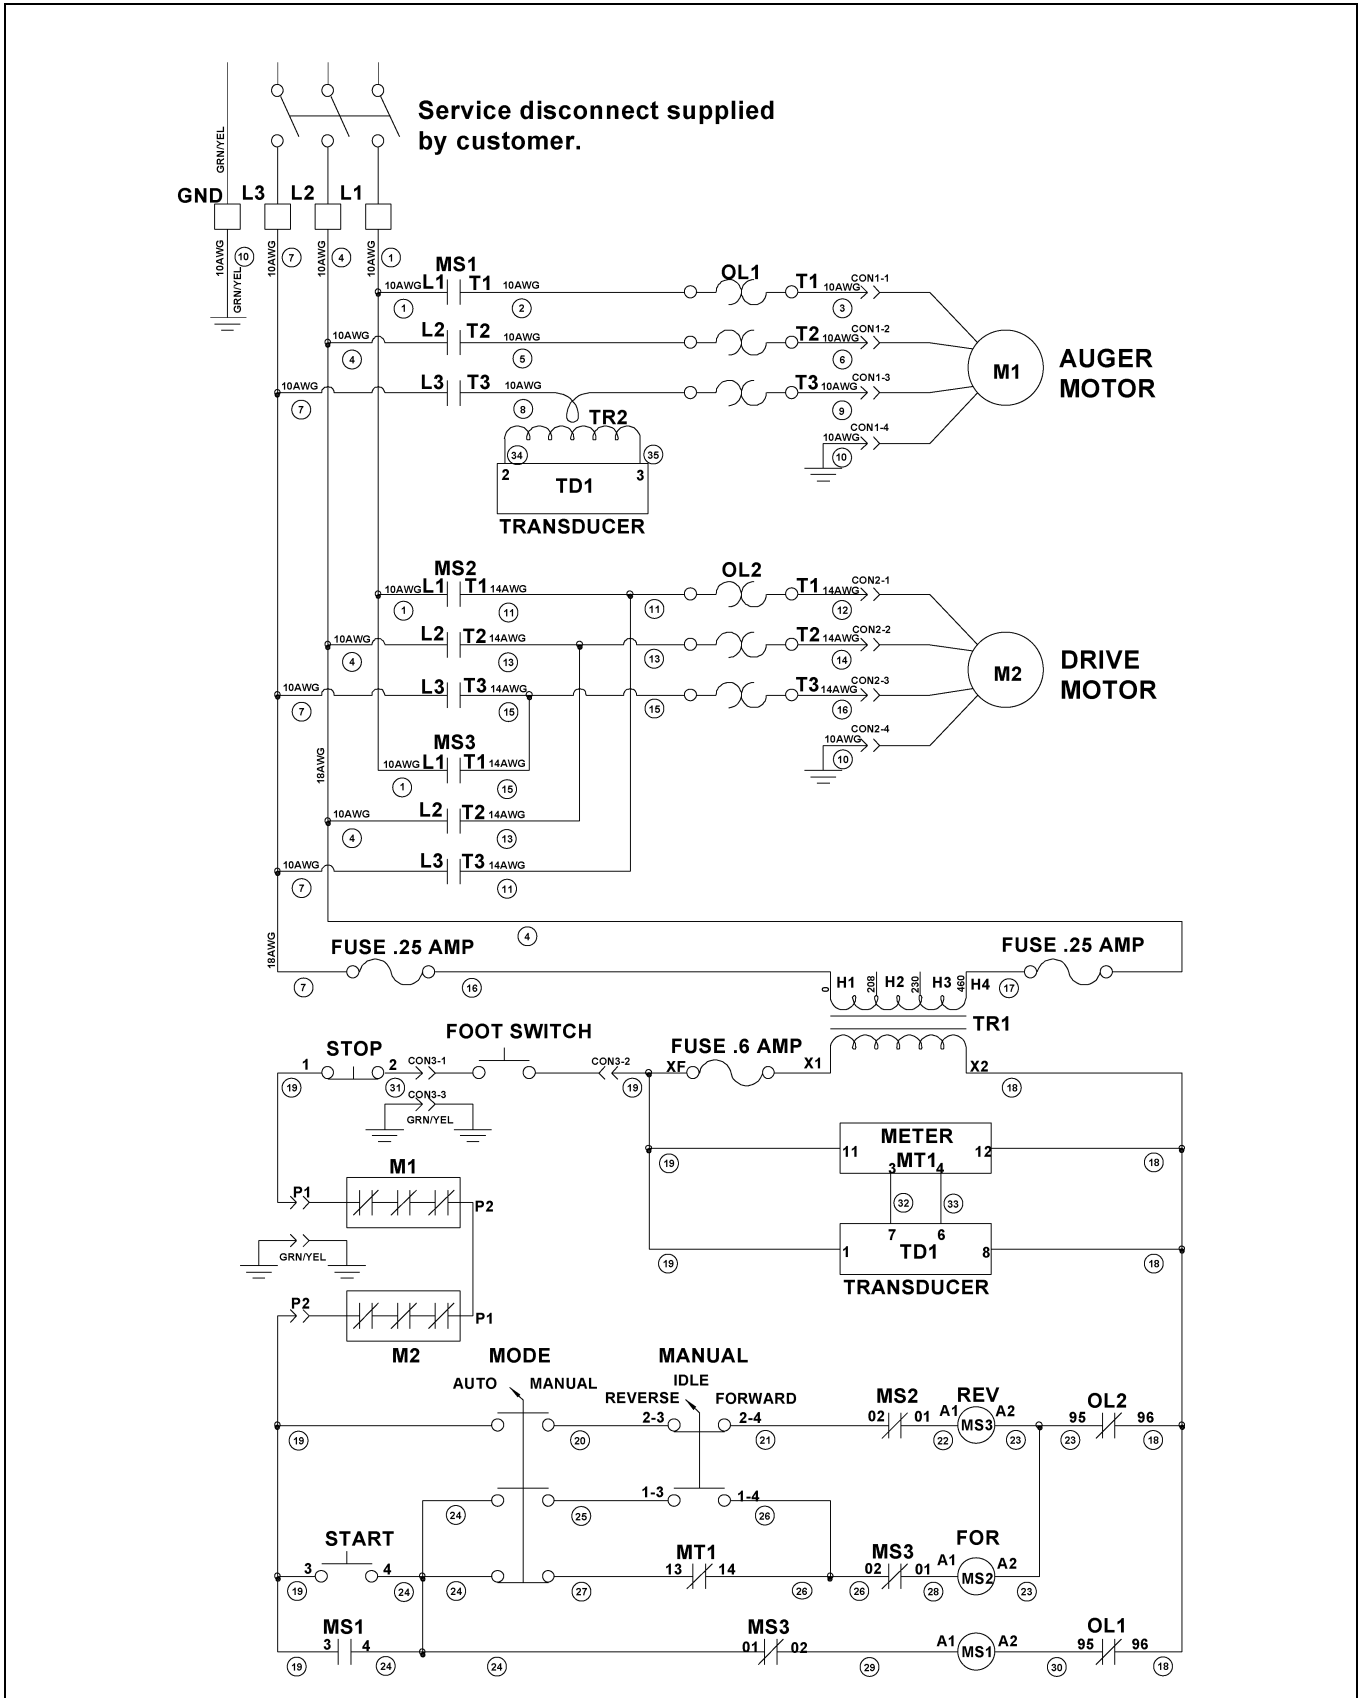 Service disconnect supplied
by customer.
GRN/YEL
GND L3 L2 L1
10AWG 10 10AWG 7 10AWG 4 10AWG 1
GRN/YEL
MS1 OL1
10AWG L1 T1 10AWG T1 10AWG CON1-1
1 2 3
10AWG L2 T2 10AWG T2 10AWG CON1-2
4 5 6
M1 AUGER
MOTOR
10AWG L3 T3 10AWG T3 10AWG CON1-3
7 8 9
TR2
CON1-4
10AWG
34 35 10
2 3
TD1
TRANSDUCER
MS2 OL2
10AWG L1 T1 14AWG T1 14AWG CON2-1
1 11 11 12
10AWG L2 T2 14AWG T2 14AWG CON2-2
4 13 13 14
M2 DRIVE
MOTOR
10AWG L3 T3 14AWG T3 14AWG CON2-3
7 15 15 16
MS3
CON2-4
10AWG
10
18AWG
10AWG L1 T1 14AWG
1 15
10AWG L2 T2 14AWG
4 13
10AWG L3 T3 14AWG
7 11
4
18AWG
FUSE .25 AMP FUSE .25 AMP
7 16 0 H1 208 H2 230 H3 460 H4 17
TR1
FOOT SWITCH
STOP FUSE .6 AMP
1 2 CON3-1 CON3-2 XF X1 X2
19 31 19 18
CON3-3
GRN/YEL
METER
11 MT1 12
19 3 4 18
M1
P1 P2
32 33
7 6
1 TD1 8
19 18
TRANSDUCER
GRN/YEL
P2 P1
M2 MODE MANUAL
AUTO MANUAL IDLE
REVERSE FORWARD
MS2 REV OL2
2-3 2-4 02 01 A1 MS3 A2 95 96
19 20 21 22 23 23 18
1-3 1-4
24 25 26
START MT1 MS3 FOR
3 4 13 14 02 01 A1 MS2 A2
19 24 24 27 26 26 28 23
MS1 MS3 OL1
3 4 01 02 A1 MS1 A2 95 96
19 24 24 29 30 18